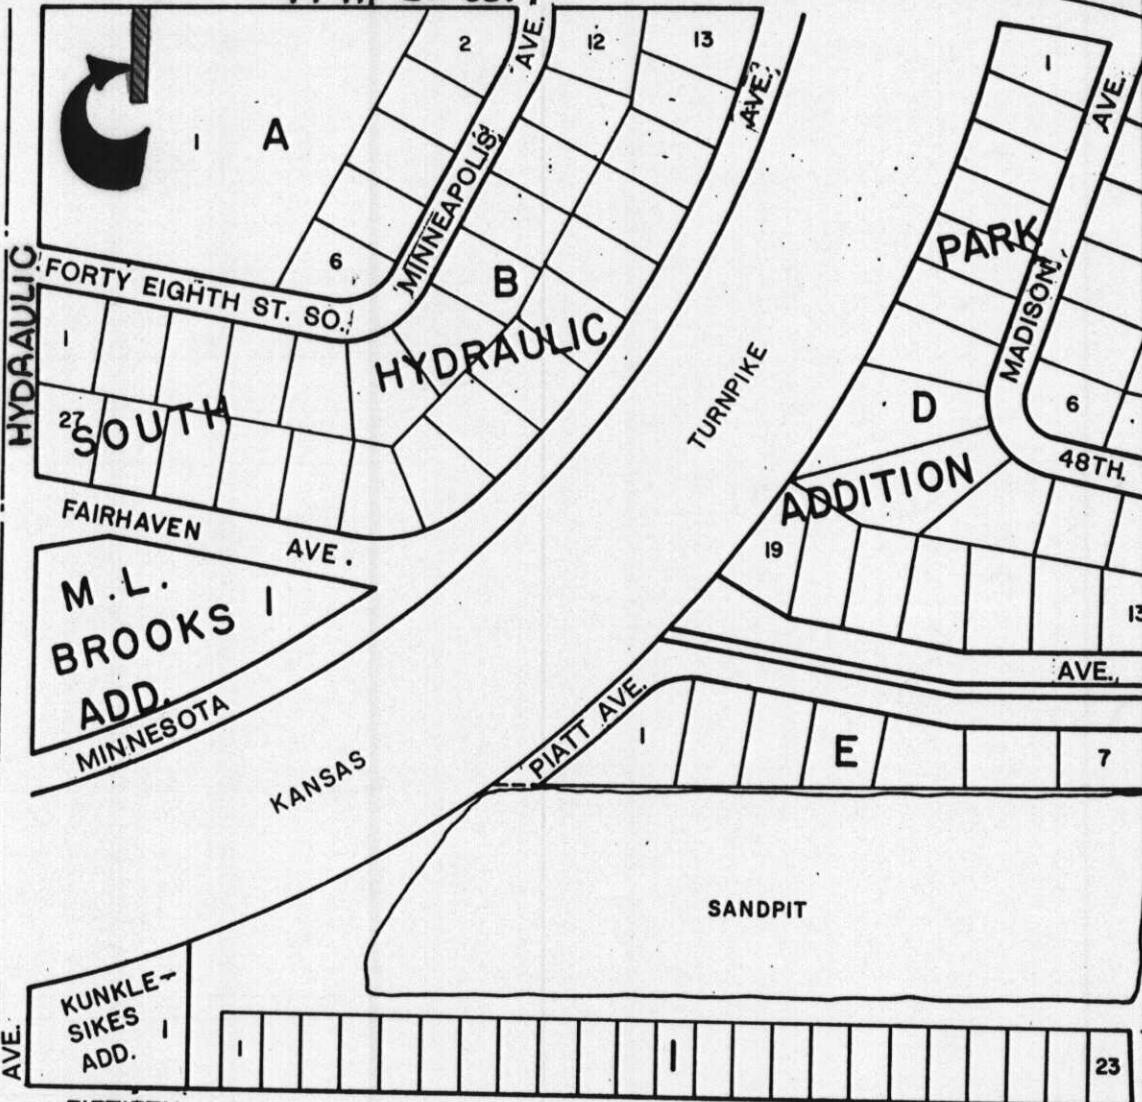 2
AVE.
12
13
AVE.
1
AVE.
1 A
MINNEAPOLIS
6
B
PARK
MADISON
HYDRAULIC
FORTY EIGHTH ST. SO.
1
HYDRAULIC
TURNPIKE
D
6
27
SOUTH
48TH.
ADDITION
FAIRHAVEN AVE.
19
13
M. L.
BROOKS 1
ADD.
MINNESOTA
AVE.
PIATT AVE.
1
E
7
KANSAS
SANDPIT
KUNKLE-
SIKES 1
ADD.
AVE.
1
1
23